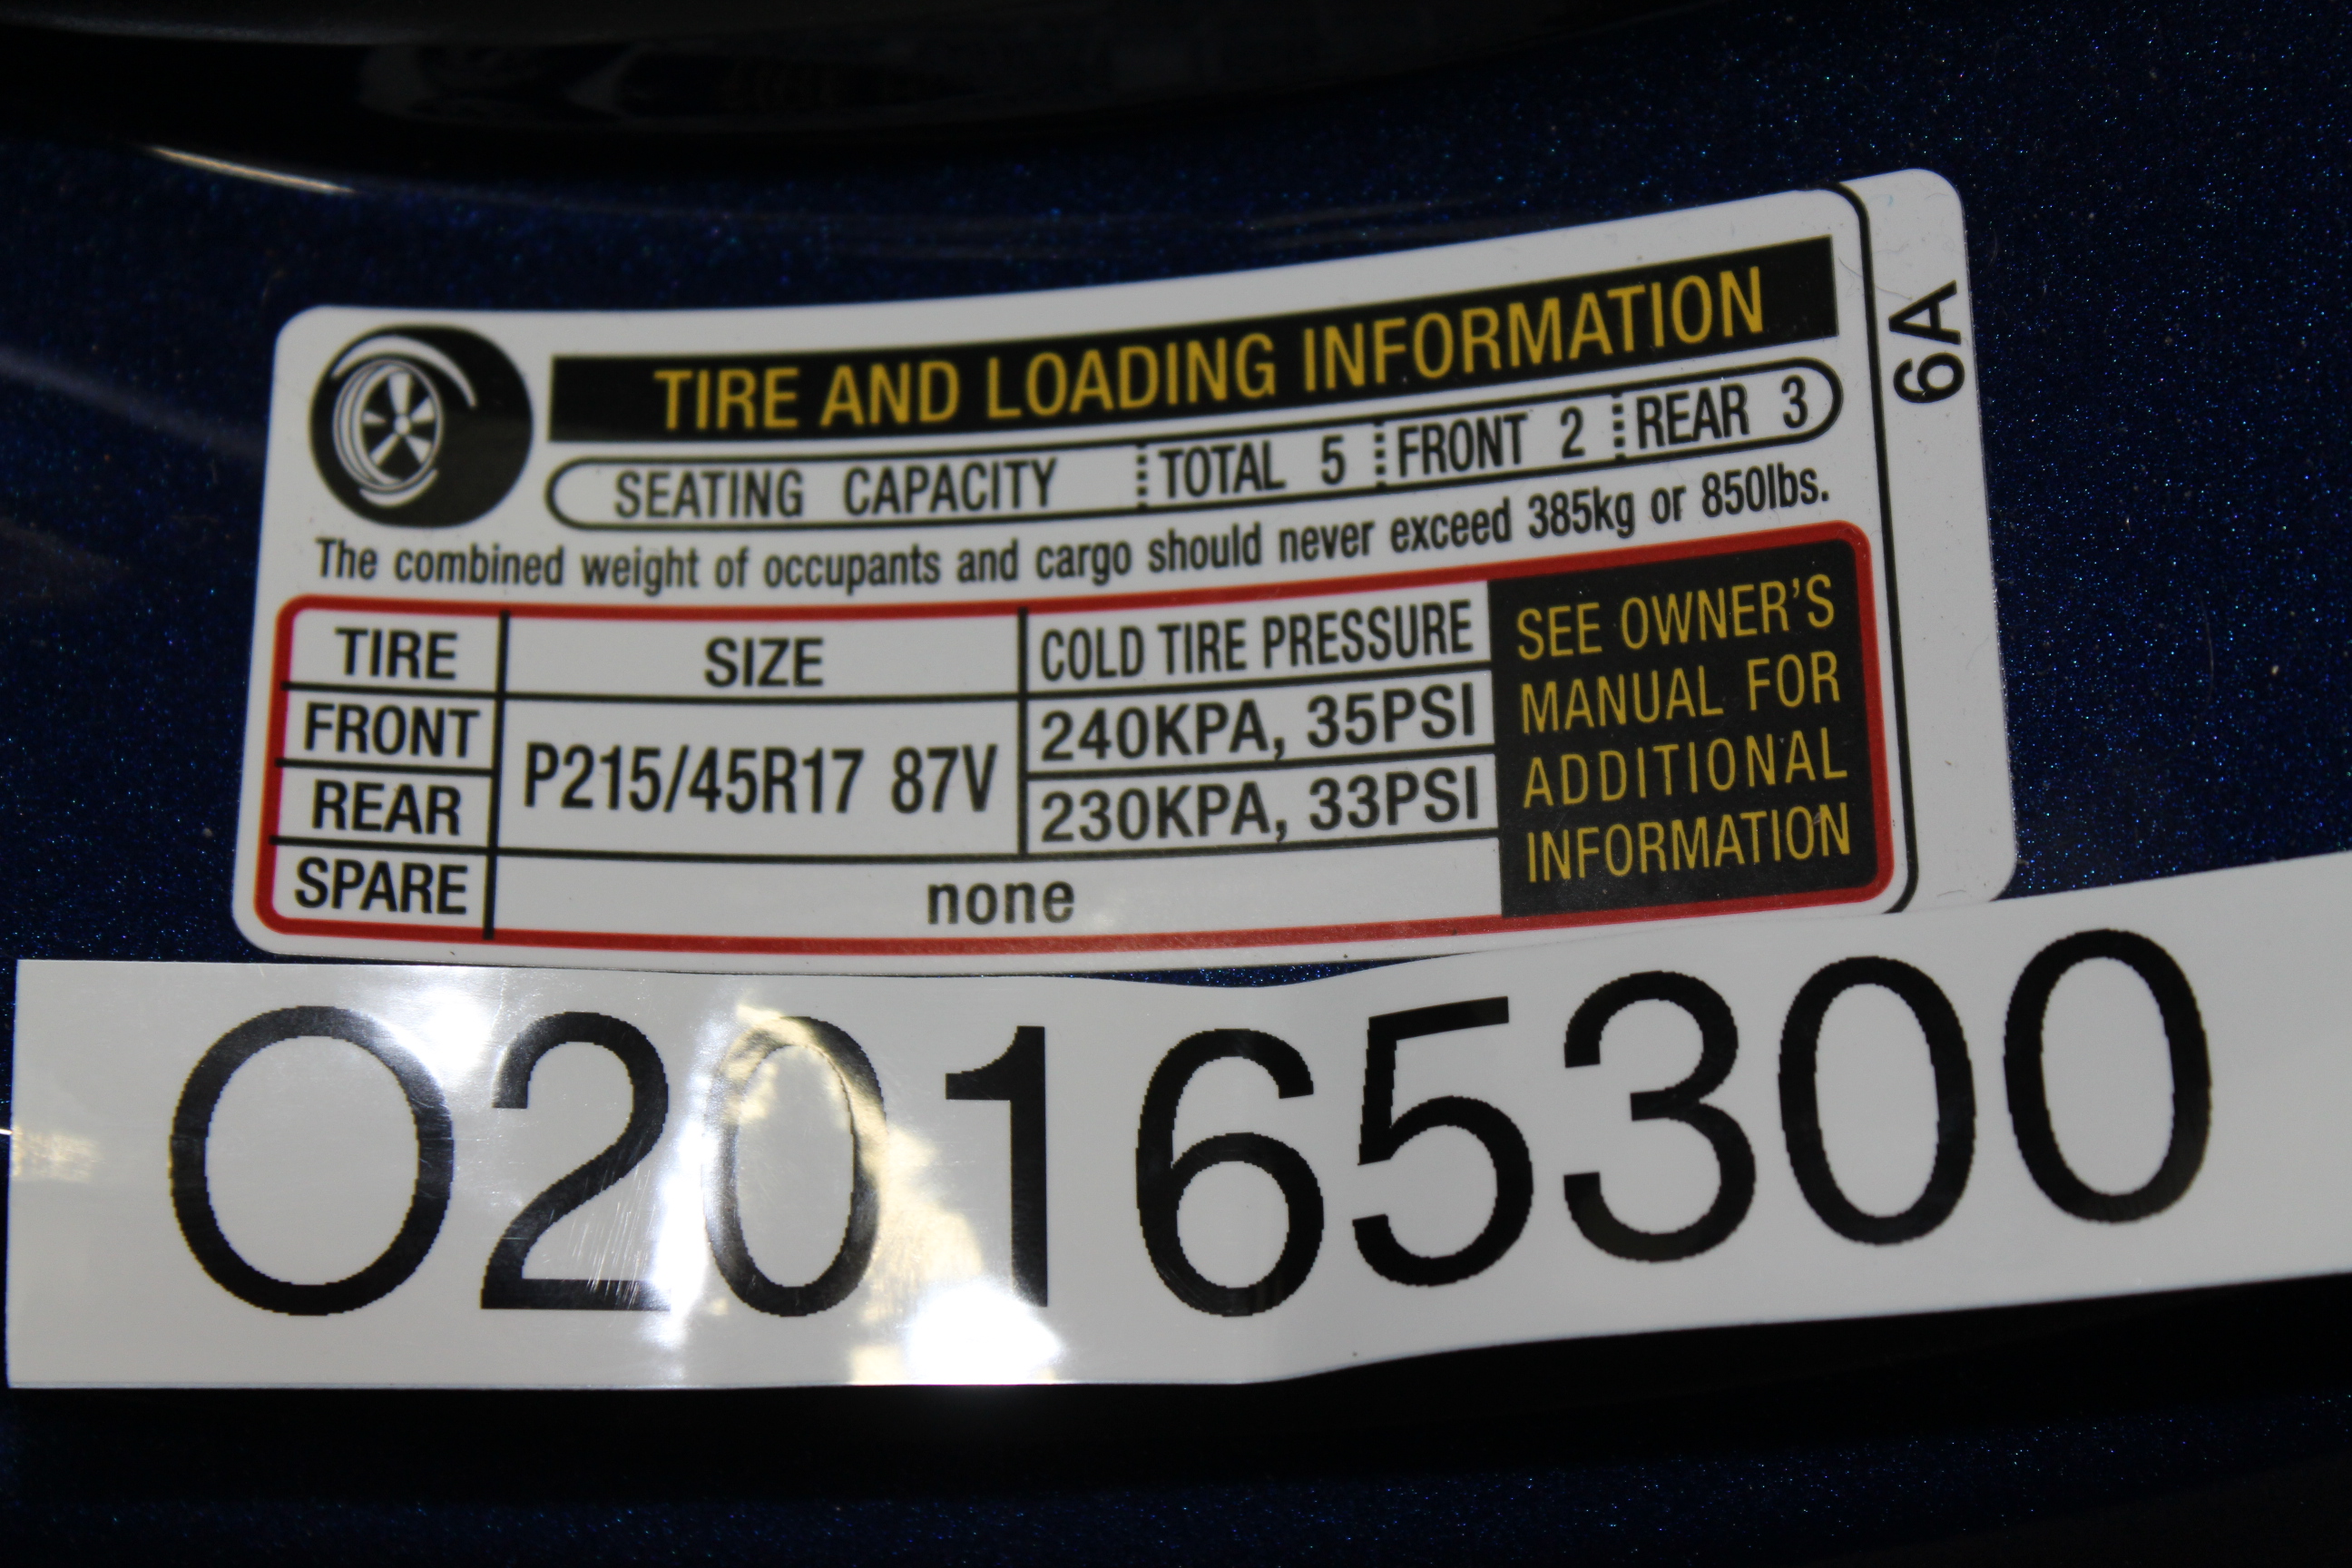 TIRE AND LOADING INFORMATION
SEATING CAPACITY TOTAL 5 FRONT 2 REAR 3
The combined weight of occupants and cargo should never exceed 385kg or 850lbs.
TIRE SIZE COLD TIRE PRESSURE
FRONT P215/45R17 87V 240KPA, 35PSI
REAR 230KPA, 33PSI
SPARE none
SEE OWNER'S
MANUAL FOR
ADDITIONAL
INFORMATION
6A
O20165300